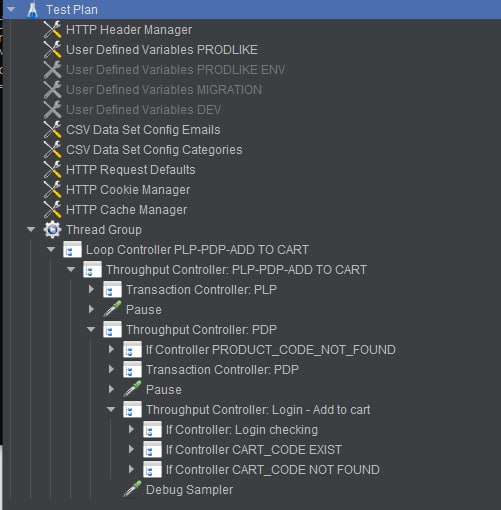 Test Plan
HTTP Header Manager
User Defined Variables PRODLIKE
User Defined Variables PRODLIKE ENV
User Defined Variables MIGRATION
User Defined Variables DEV
CSV Data Set Config Emails
CSV Data Set Config Categories
HTTP Request Defaults
HTTP Cookie Manager
HTTP Cache Manager
Thread Group
Loop Controller PLP-PDP-ADD TO CART
Throughput Controller: PLP-PDP-ADD TO CART
Transaction Controller: PLP
Pause
Throughput Controller: PDP
If Controller PRODUCT_CODE_NOT_FOUND
Transaction Controller: PDP
Pause
Throughput Controller: Login - Add to cart
If Controller: Login checking
If Controller CART_CODE EXIST
If Controller CART_CODE NOT FOUND
Debug Sampler